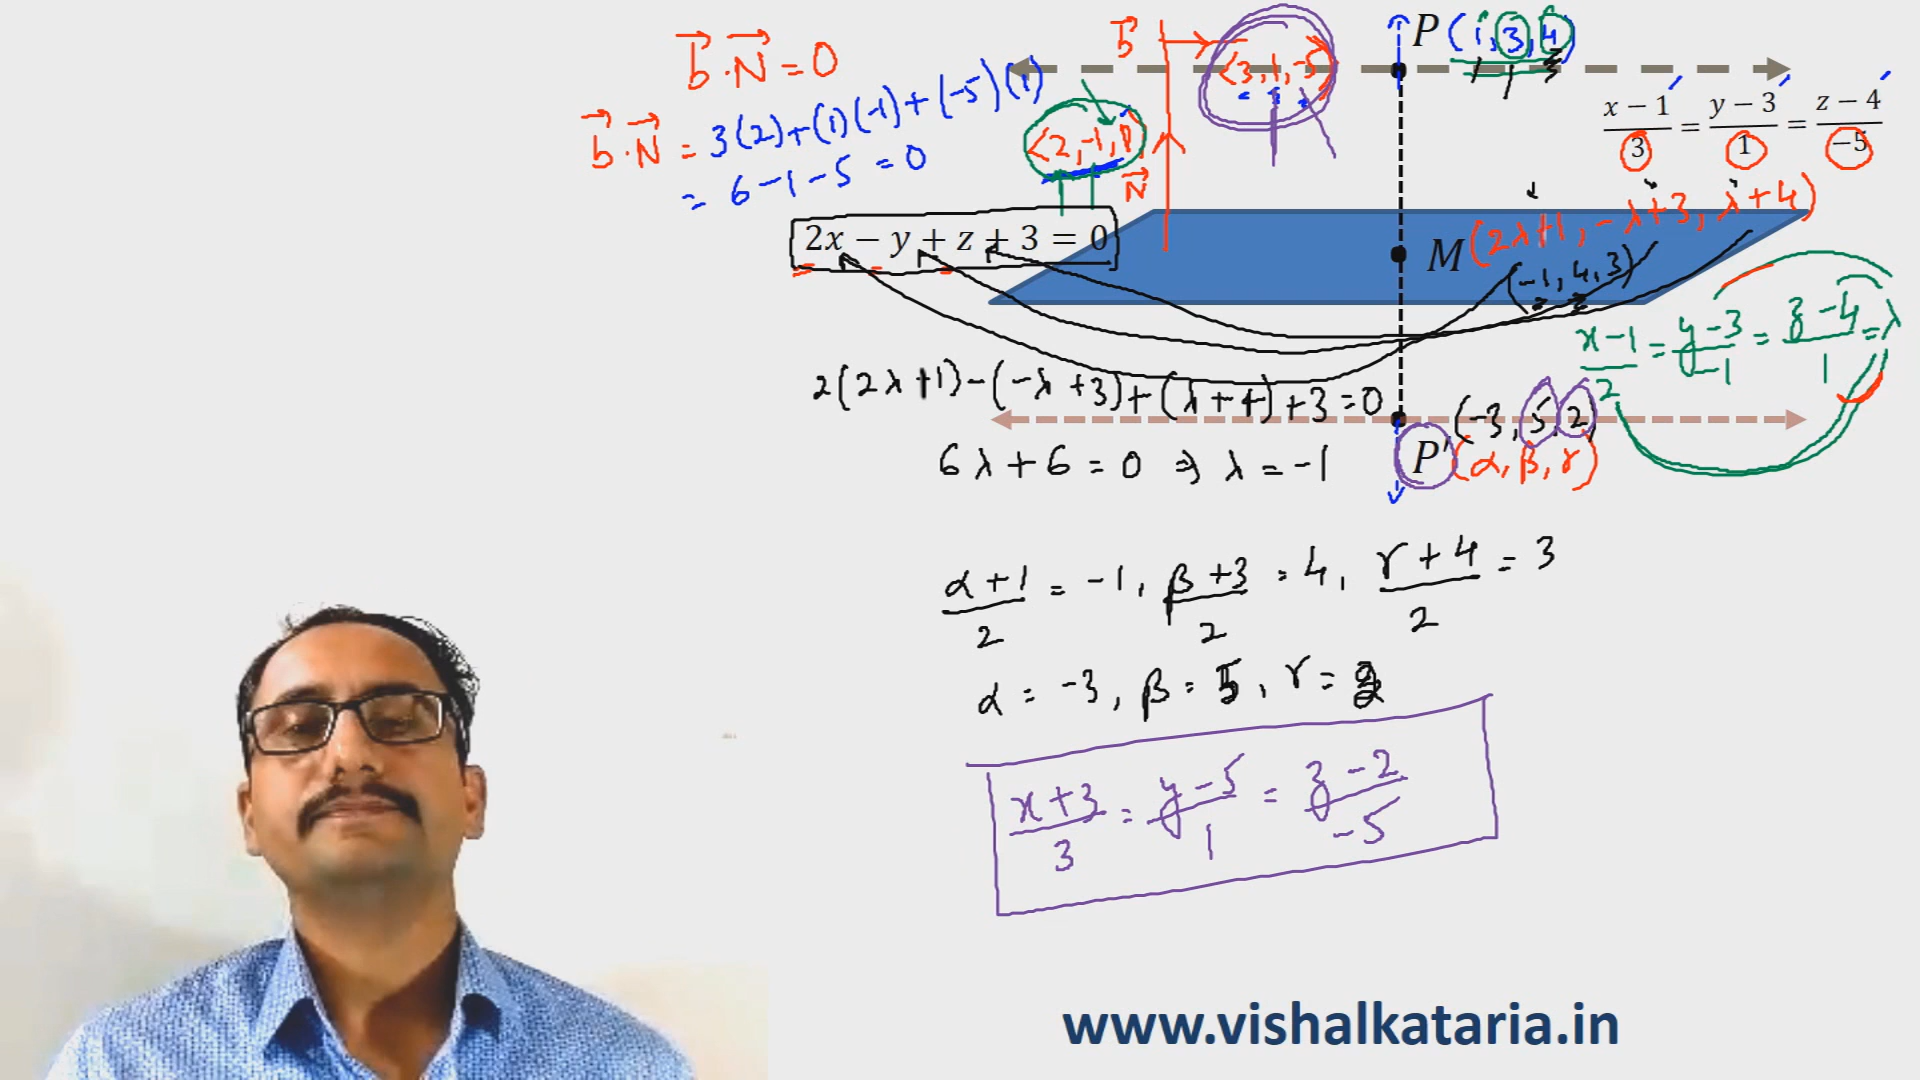 b⃗ · N⃗ = 0
b⃗ · N⃗ = 3(2) + (1)(-1) + (-5)(1)
= 6 - 1 - 5 = 0
b⃗
<3, 1, -5>
P (1, 3, 4)
<2, -1, 1>
N⃗
(x − 1)/3 = (y − 3)/1 = (z − 4)/−5
2x − y + z + 3 = 0
M (2λ+1, -λ+3, λ+4)
(-1, 4, 3)
(x-1)/2 = (y-3)/-1 = (z-4)/1 = λ
2(2λ+1) - (-λ+3) + (λ+4) + 3 = 0
(-3, 5, 2)
6λ + 6 = 0 ⇒ λ = -1
P' (α, β, γ)
(α+1)/2 = -1, (β+3)/2 = 4, (γ+4)/2 = 3
α = -3, β = 5, γ = 2
(x+3)/3 = (y-5)/1 = (z-2)/-5
www.vishalkataria.in